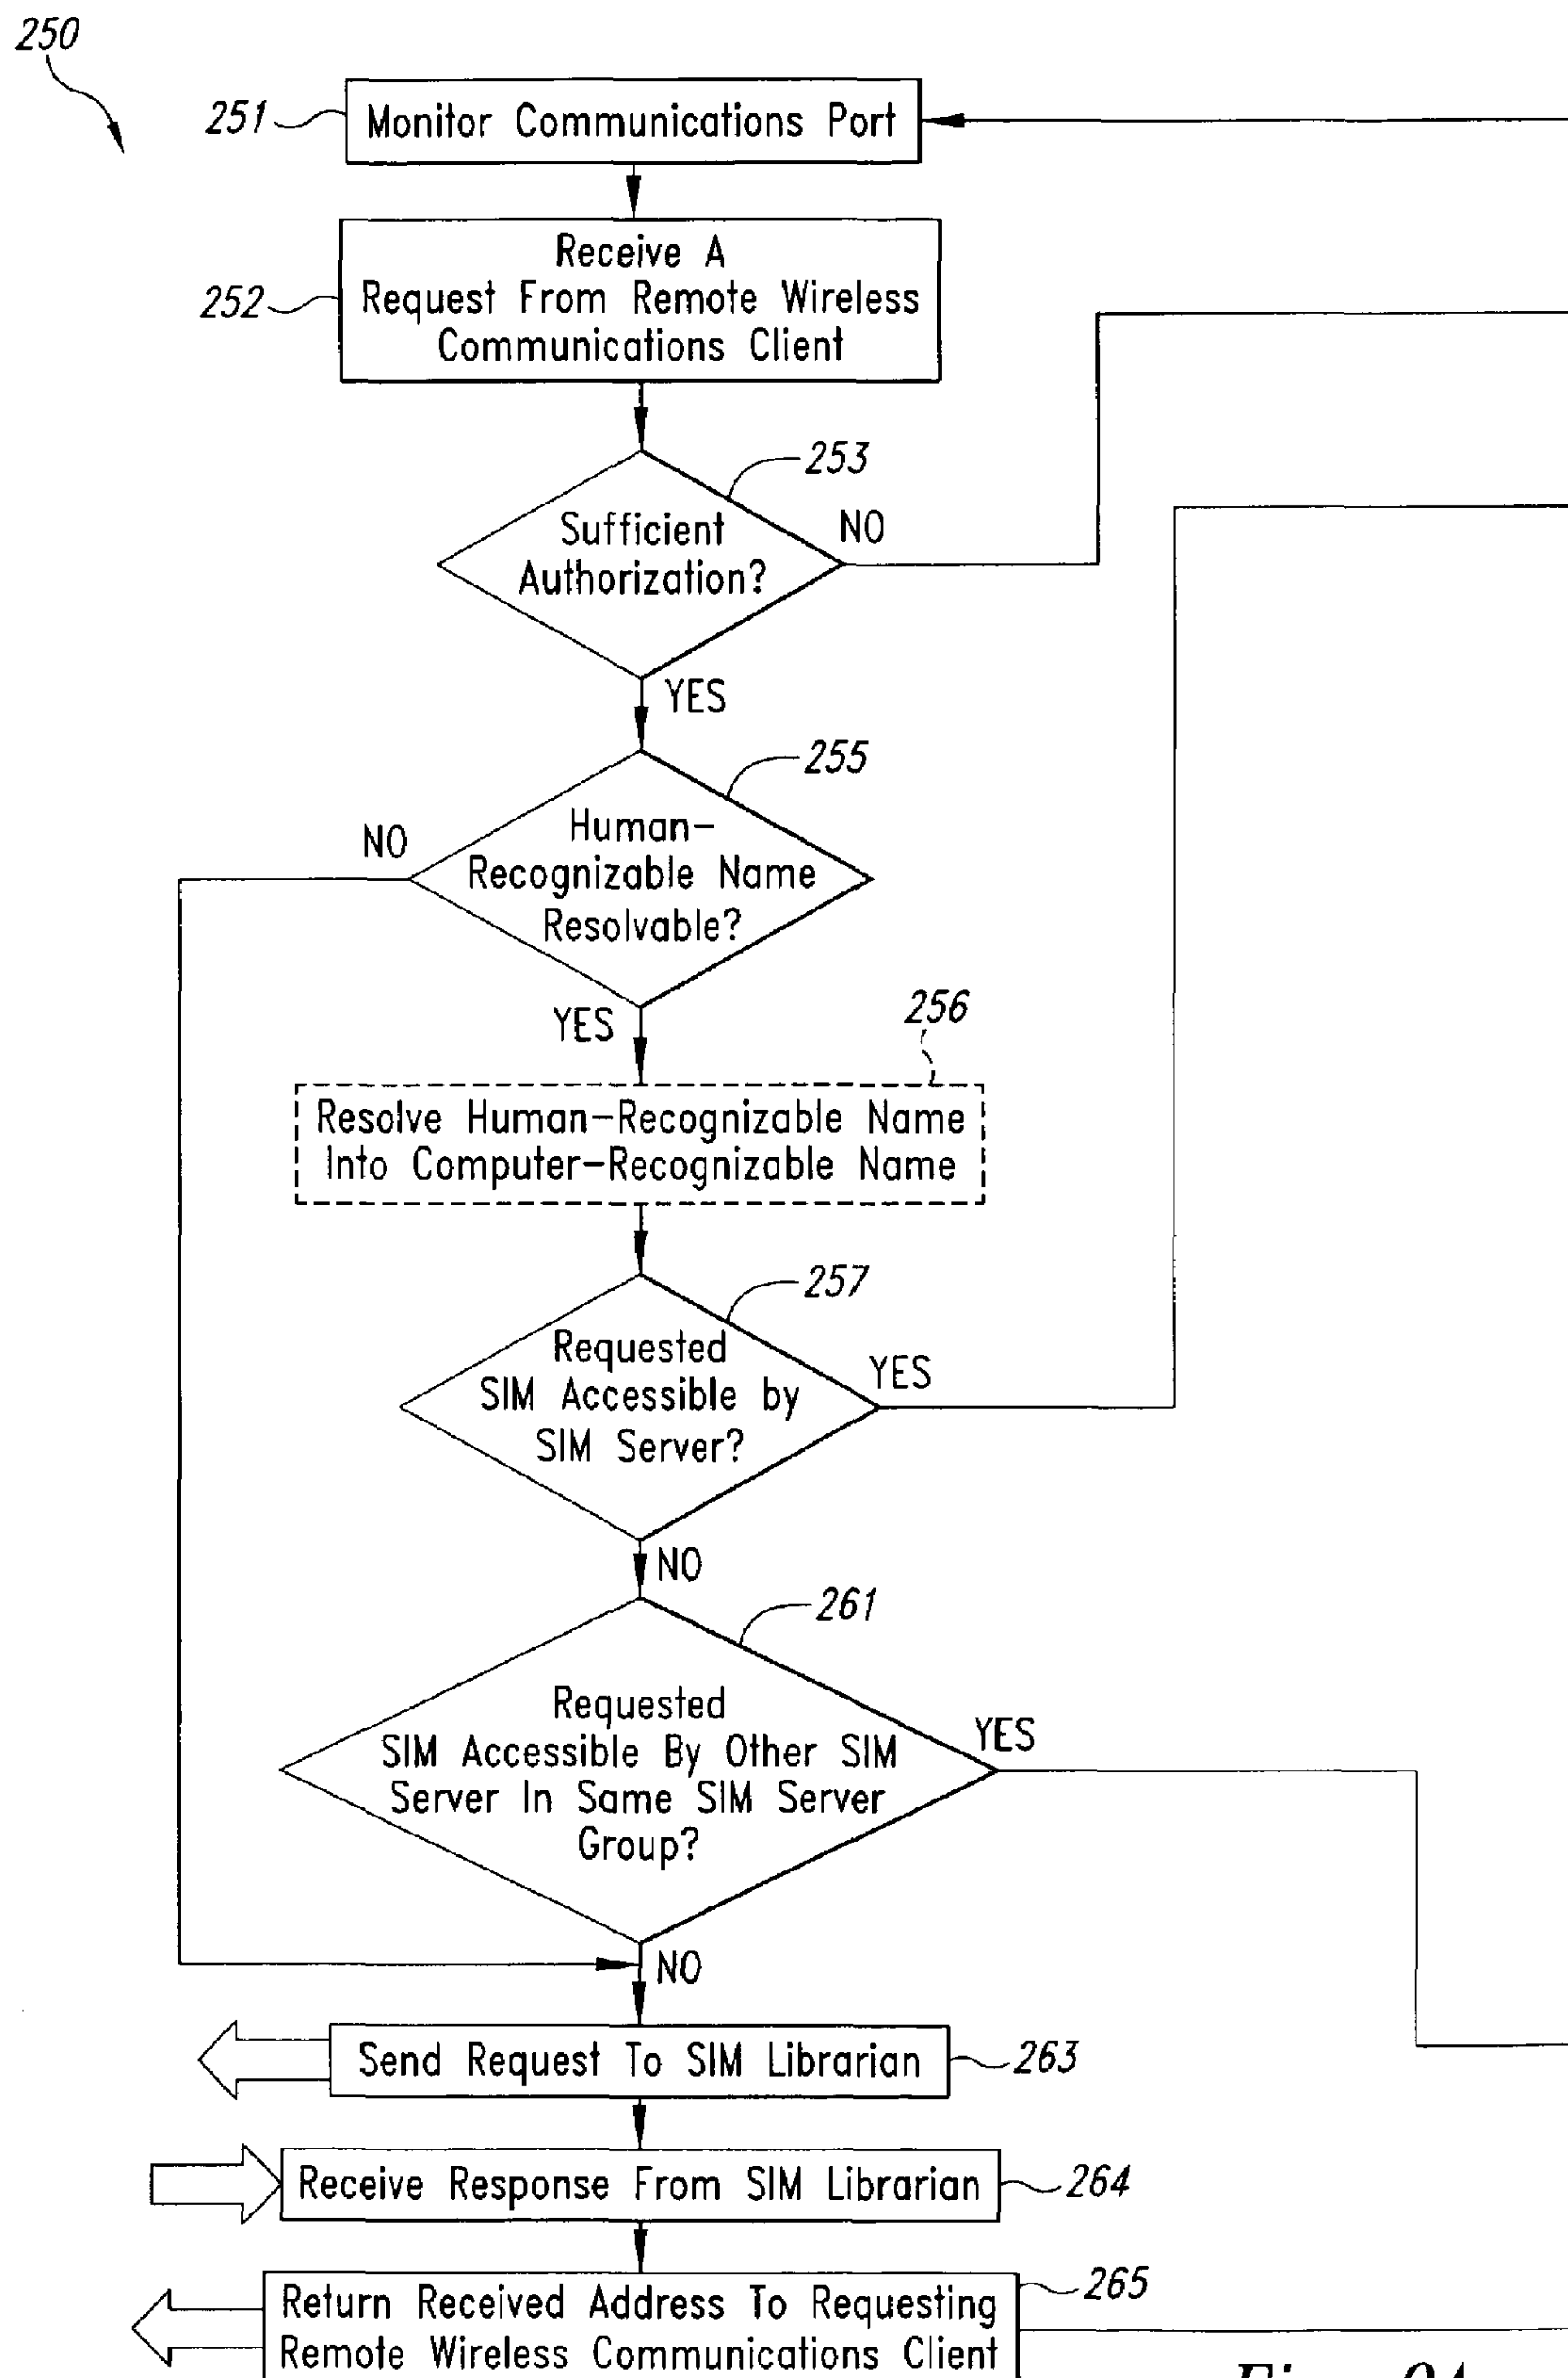 250
251
Monitor Communications Port
252
Receive A
Request From Remote Wireless
Communications Client
253
Sufficient
Authorization?
NO
YES
255
Human-
Recognizable Name
Resolvable?
NO
YES
256
Resolve Human-Recognizable Name
Into Computer-Recognizable Name
257
Requested
SIM Accessible by
SIM Server?
YES
NO
261
Requested
SIM Accessible By Other SIM
Server In Same SIM Server
Group?
YES
NO
Send Request To SIM Librarian
263
Receive Response From SIM Librarian
264
Return Received Address To Requesting
Remote Wireless Communications Client
265